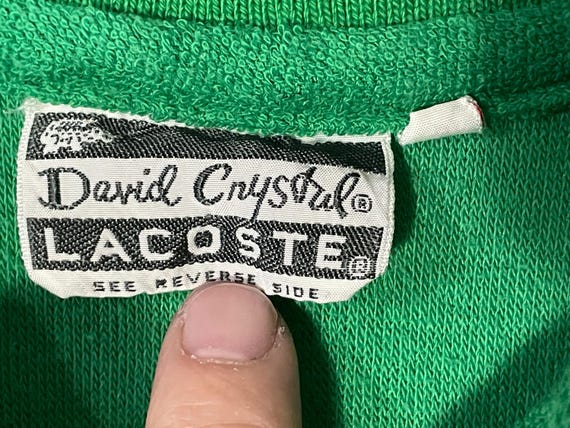 David Crystal®
LACOSTE®
SEE REVERSE SIDE